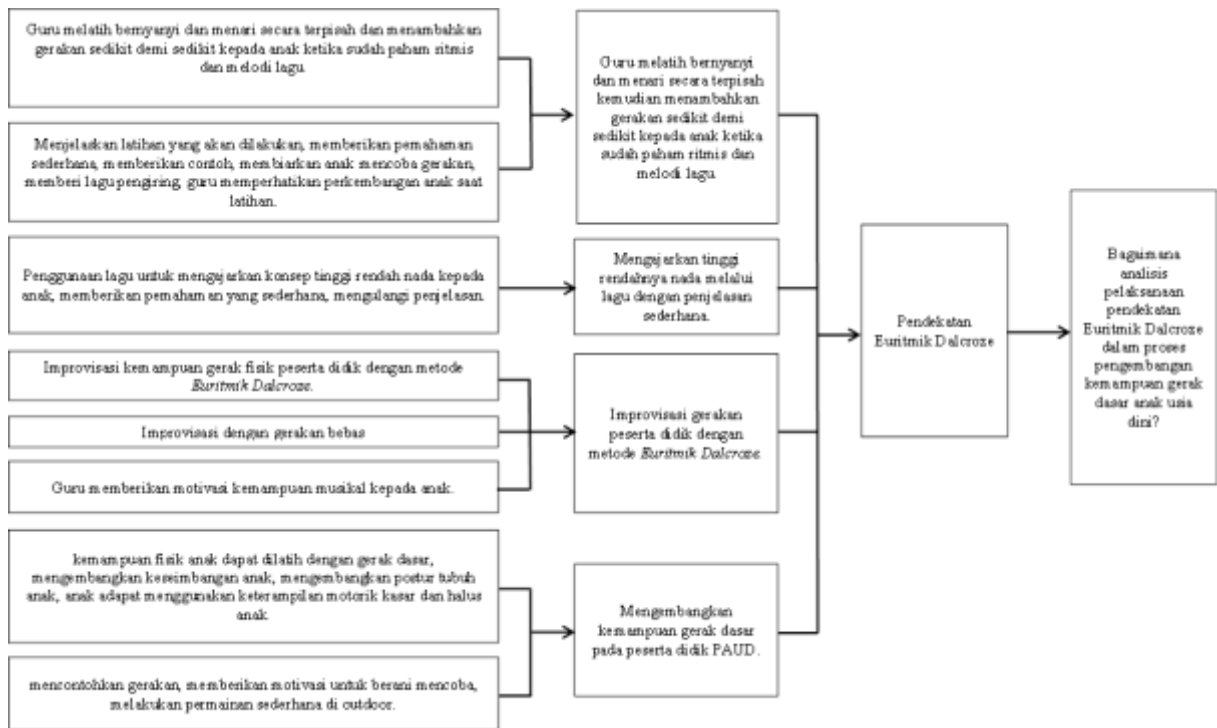 Guru melatih bernyanyi dan menari secara terpisah dan menambahkan
gerakan sedikit demi sedikit kepada anak ketika sudah paham ritmis
dan melodi lagu.
Menjelaskan latihan yang akan dilakukan, memberikan pemahaman
sederhana, memberikan contoh, membiarkan anak mencoba gerakan,
memberi lagu pengiring, guru memperhatikan perkembangan anak saat
latihan.
Penggunaan lagu untuk mengajarkan konsep tinggi rendah nada kepada
anak, memberikan pemahaman yang sederhana, mengulangi penjelasan.
Improvisasi kemampuan gerak fisik peserta didik dengan metode
Euritmik Dalcroze.
Improvisasi dengan gerakan bebas
Guru memberikan motivasi kemampuan musikal kepada anak.
kemampuan fisik anak dapat dilatih dengan gerak dasar,
mengembangkan keseimbangan anak, mengembangkan postur tubuh
anak, anak adapat menggunakan keterampilan motorik kasar dan halus
anak.
mencontohkan gerakan, memberikan motivasi untuk berani mencoba,
melakukan permainan sederhana di outdoor.
Guru melatih bernyanyi
dan menari secara terpisah
kemudian menambahkan
gerakan sedikit demi
sedikit kepada anak ketika
sudah paham ritmis dan
melodi lagu.
Mengajarkan tinggi
rendahnya nada melalui
lagu dengan penjelasan
sederhana.
Improvisasi gerakan
peserta didik dengan
metode Euritmik Dalcroze
Mengembangkan
kemampuan gerak dasar
pada peserta didik PAUD.
Pendekatan
Euritmik Dalcroze
Bagaimana
analisis
pelaksanaan
pendekatan
Euritmik Dalcroze
dalam proses
pengembangan
kemampuan gerak
dasar anak usia
dini?